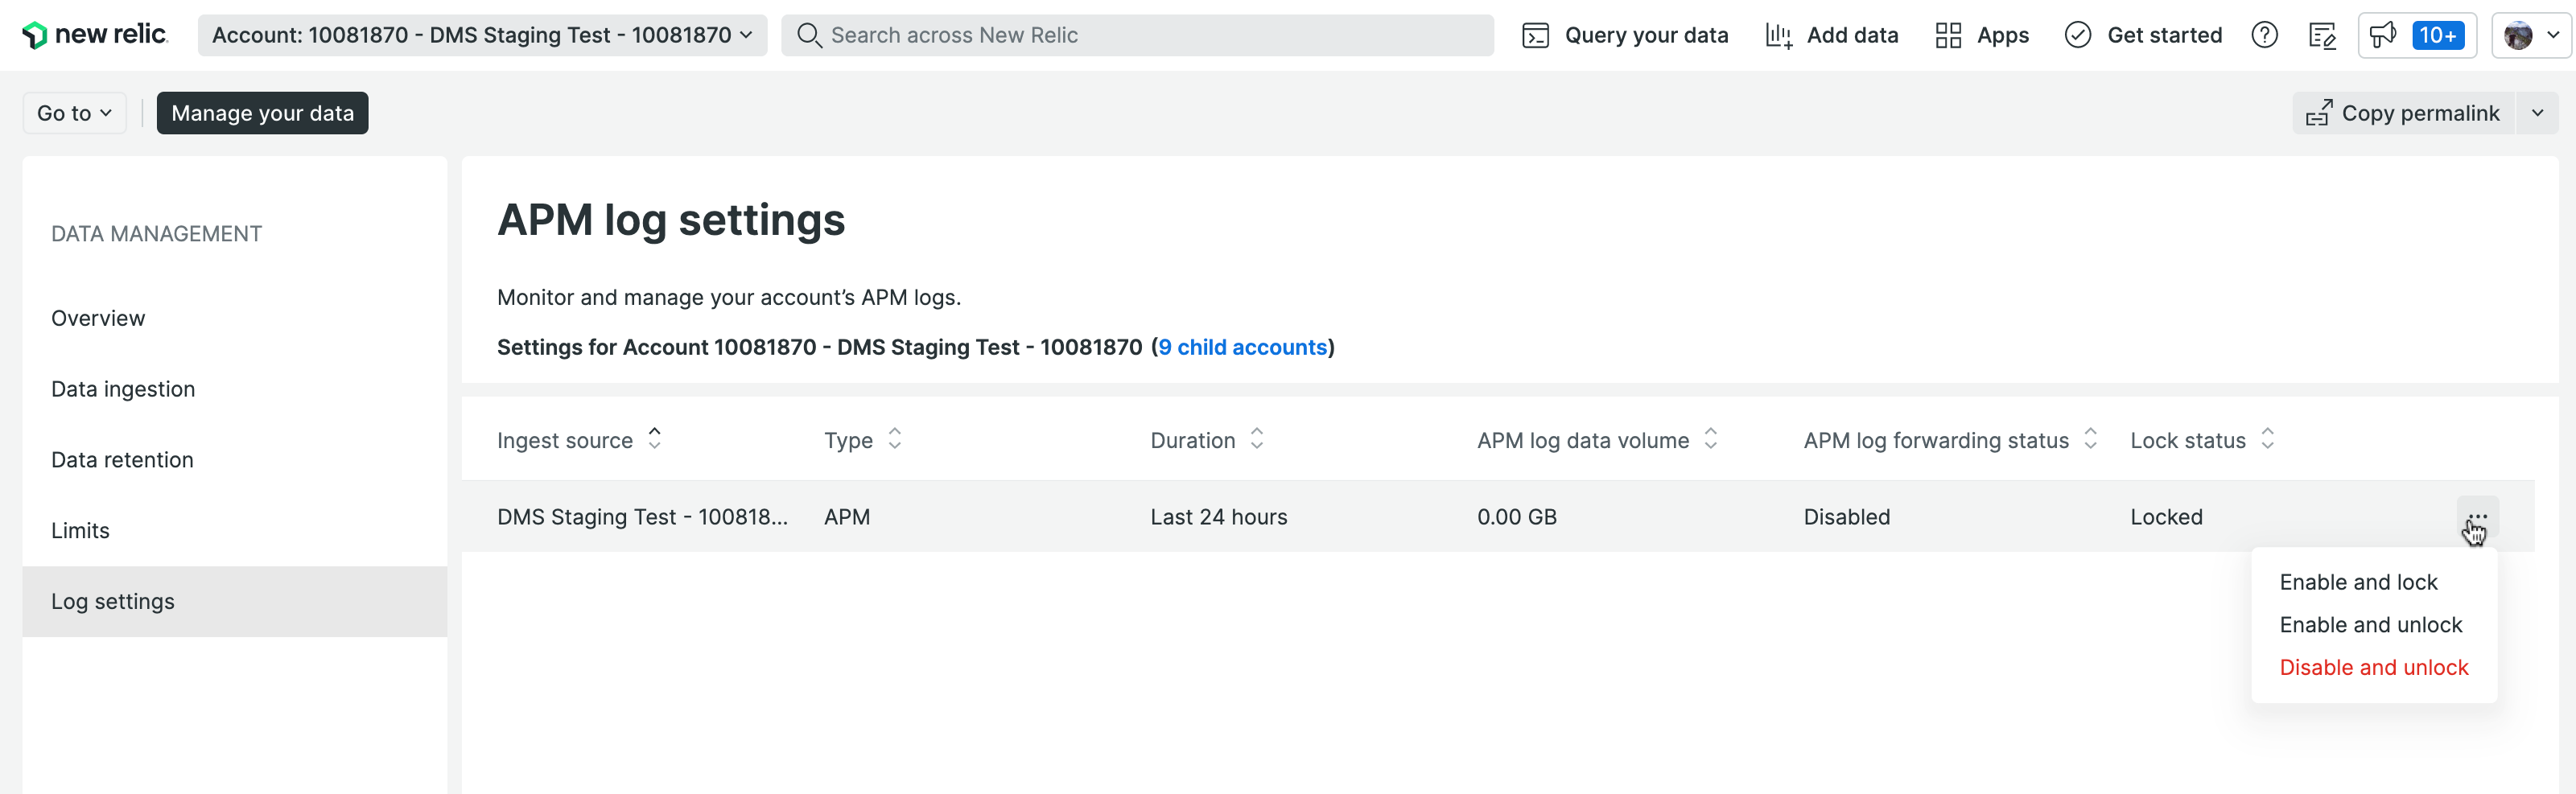 new relic
Account: 10081870 - DMS Staging Test - 10081870
Search across New Relic
Query your data
Add data
Apps
Get started
10+
Go to
Manage your data
Copy permalink
DATA MANAGEMENT
Overview
Data ingestion
Data retention
Limits
Log settings
APM log settings
Monitor and manage your account’s APM logs.
Settings for Account 10081870 - DMS Staging Test - 10081870 (9 child accounts)
Ingest source Type Duration APM log data volume APM log forwarding status Lock status
DMS Staging Test - 100818... APM Last 24 hours 0.00 GB Disabled Locked
Enable and lock
Enable and unlock
Disable and unlock